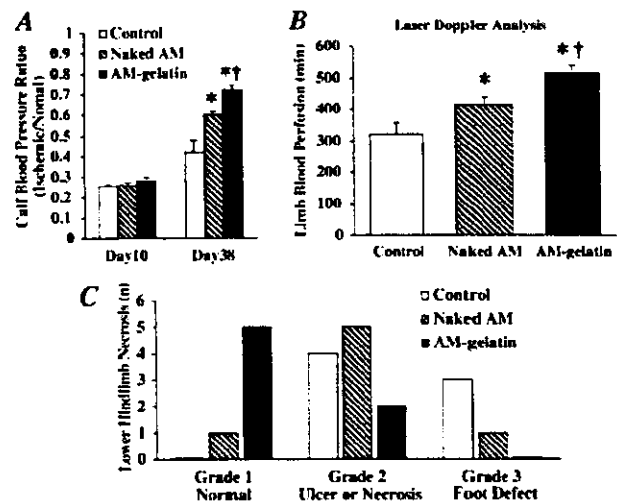 A
Control
Naked AM
AM-gelatin
Calf Blood Pressure Ratio
(Ischemic/Nomal)
1
0.9
0.8
0.7
0.6
0.5
0.4
0.3
0.2
0.1
0
*
*†
Day10
Day38
B
Laser Doppler Analysis
Limb Blood Perfusion (min)
600
500
400
300
200
100
0
*
*†
Control
Naked AM
AM-gelatin
C
Control
Naked AM
AM-gelatin
Lower Hindlimb Necrosis (n)
6
5
4
3
2
1
0
Grade 1
Normal
Grade 2
Ulcer or Necrosis
Grade 3
Foot Defect